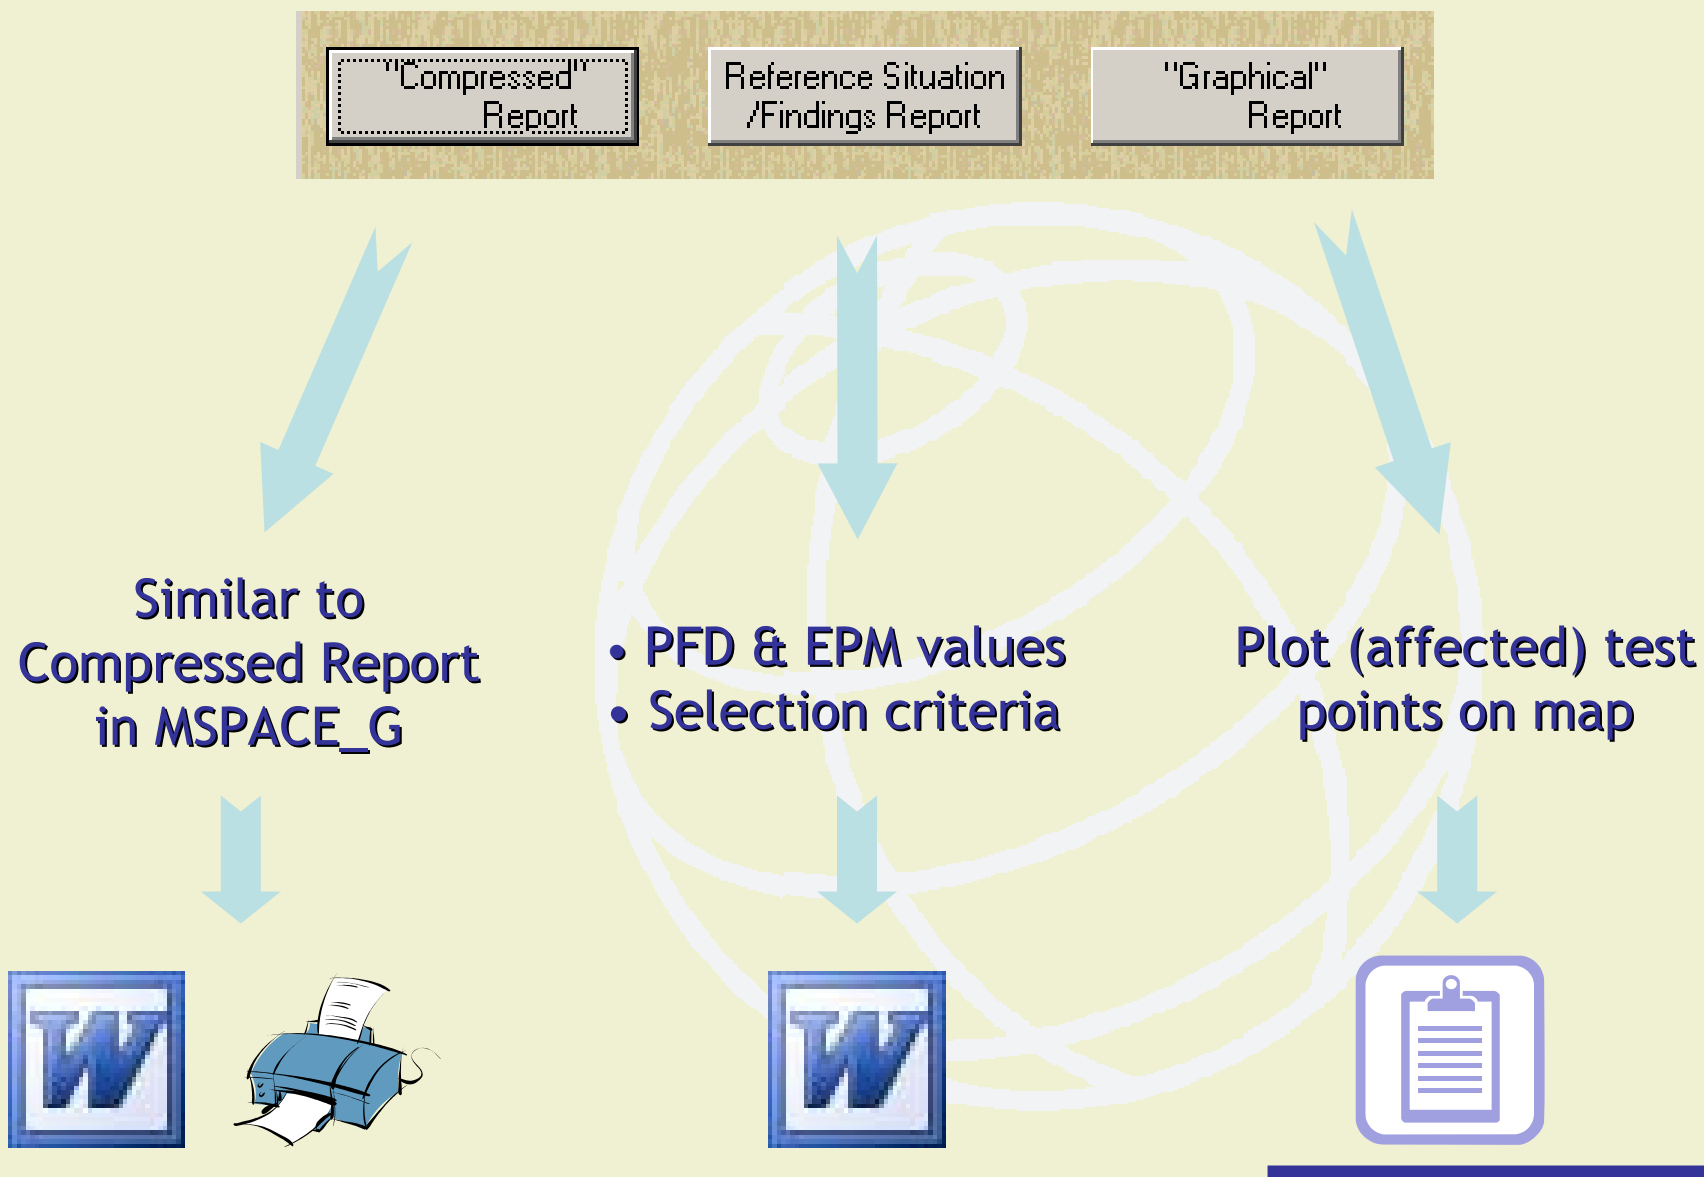 "Compressed"
Report
Reference Situation
/Findings Report
"Graphical"
Report
Similar to
Compressed Report
in MSPACE_G
• PFD & EPM values
• Selection criteria
Plot (affected) test
points on map
W
W